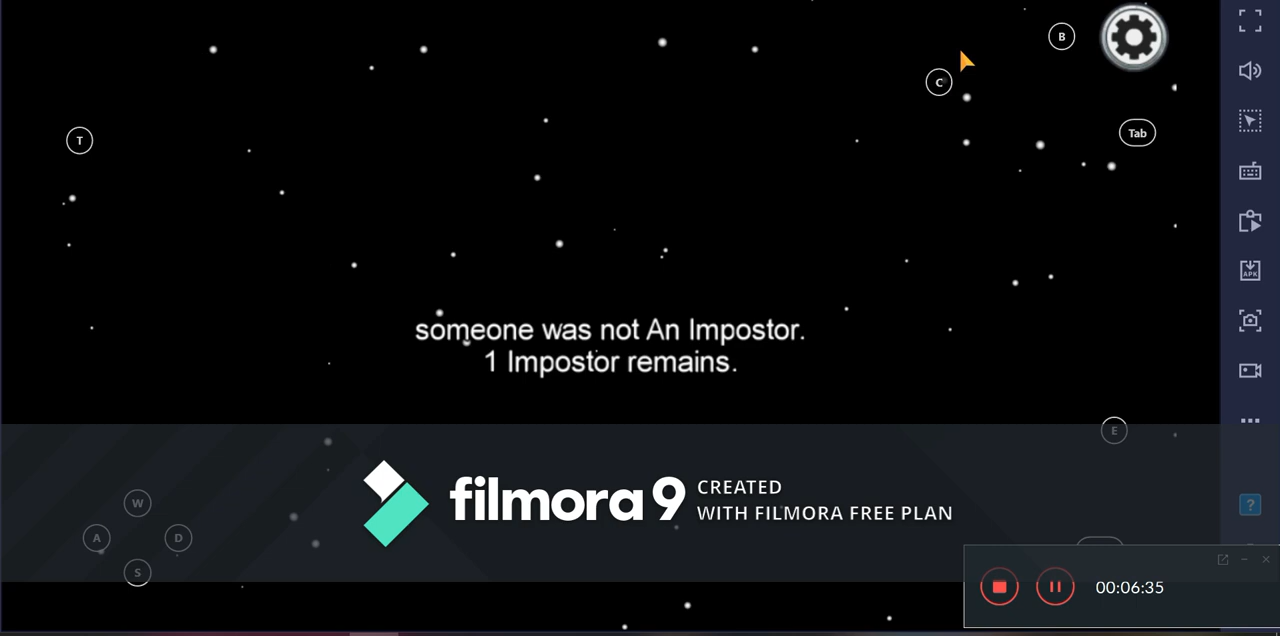 B
C
T
Tab
APK
someone was not An Impostor.
1 Impostor remains.
E
filmora 9
CREATED
WITH FILMORA FREE PLAN
?
W
A
D
S
00:06:35